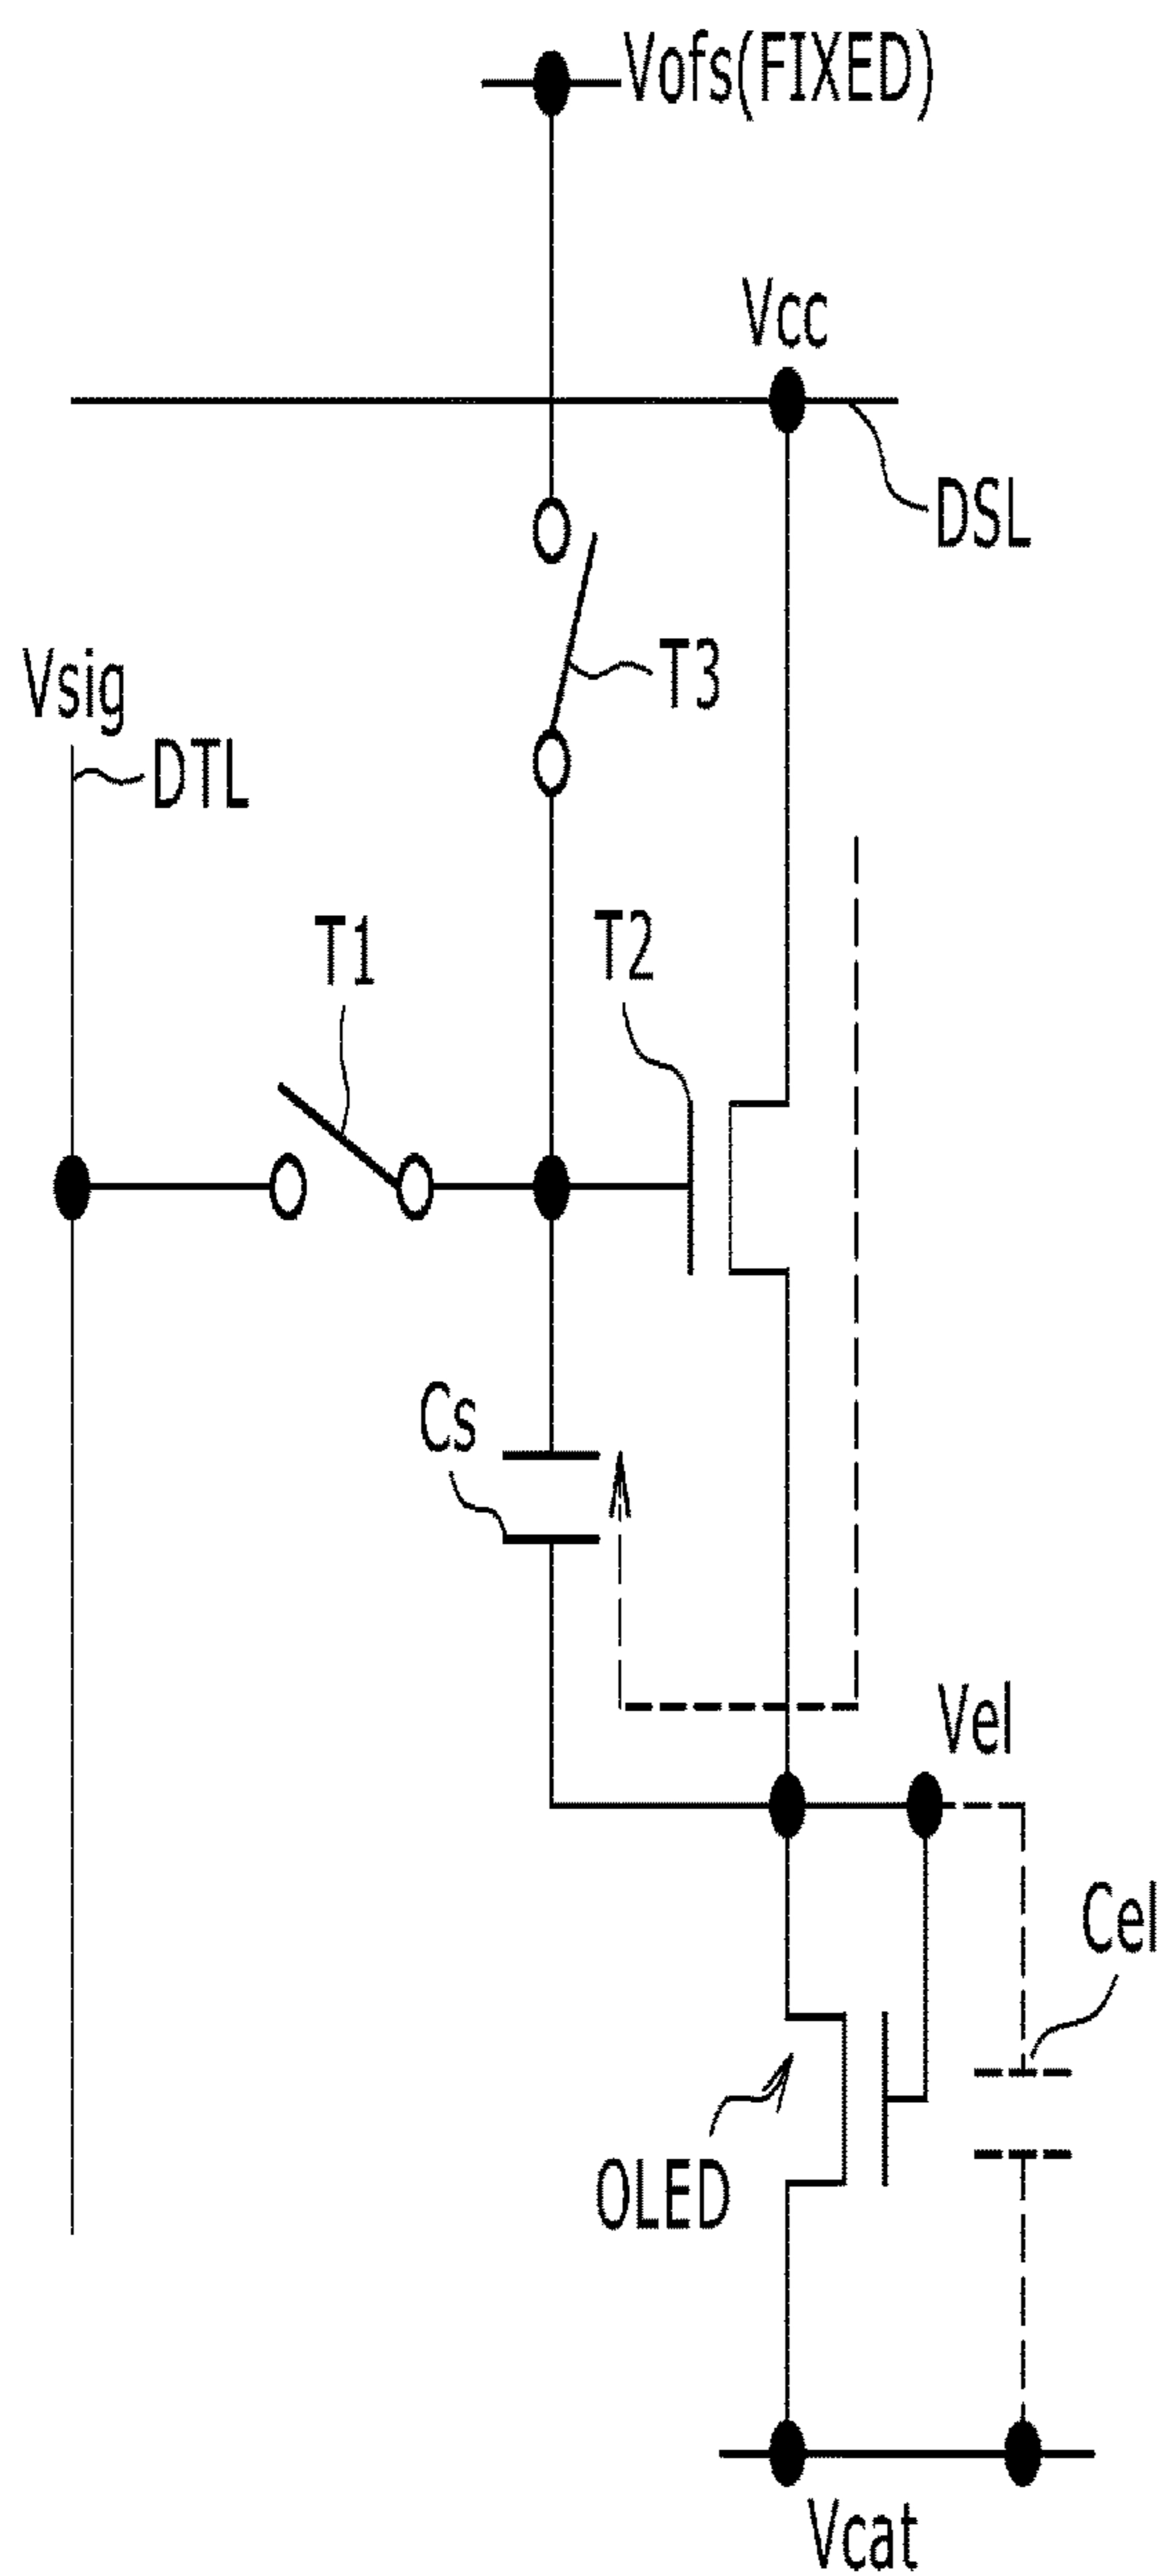 Vofs(FIXED)
Vcc
DSL
T3
Vsig
DTL
T1
T2
Cs
Vel
Cel
OLED
Vcat